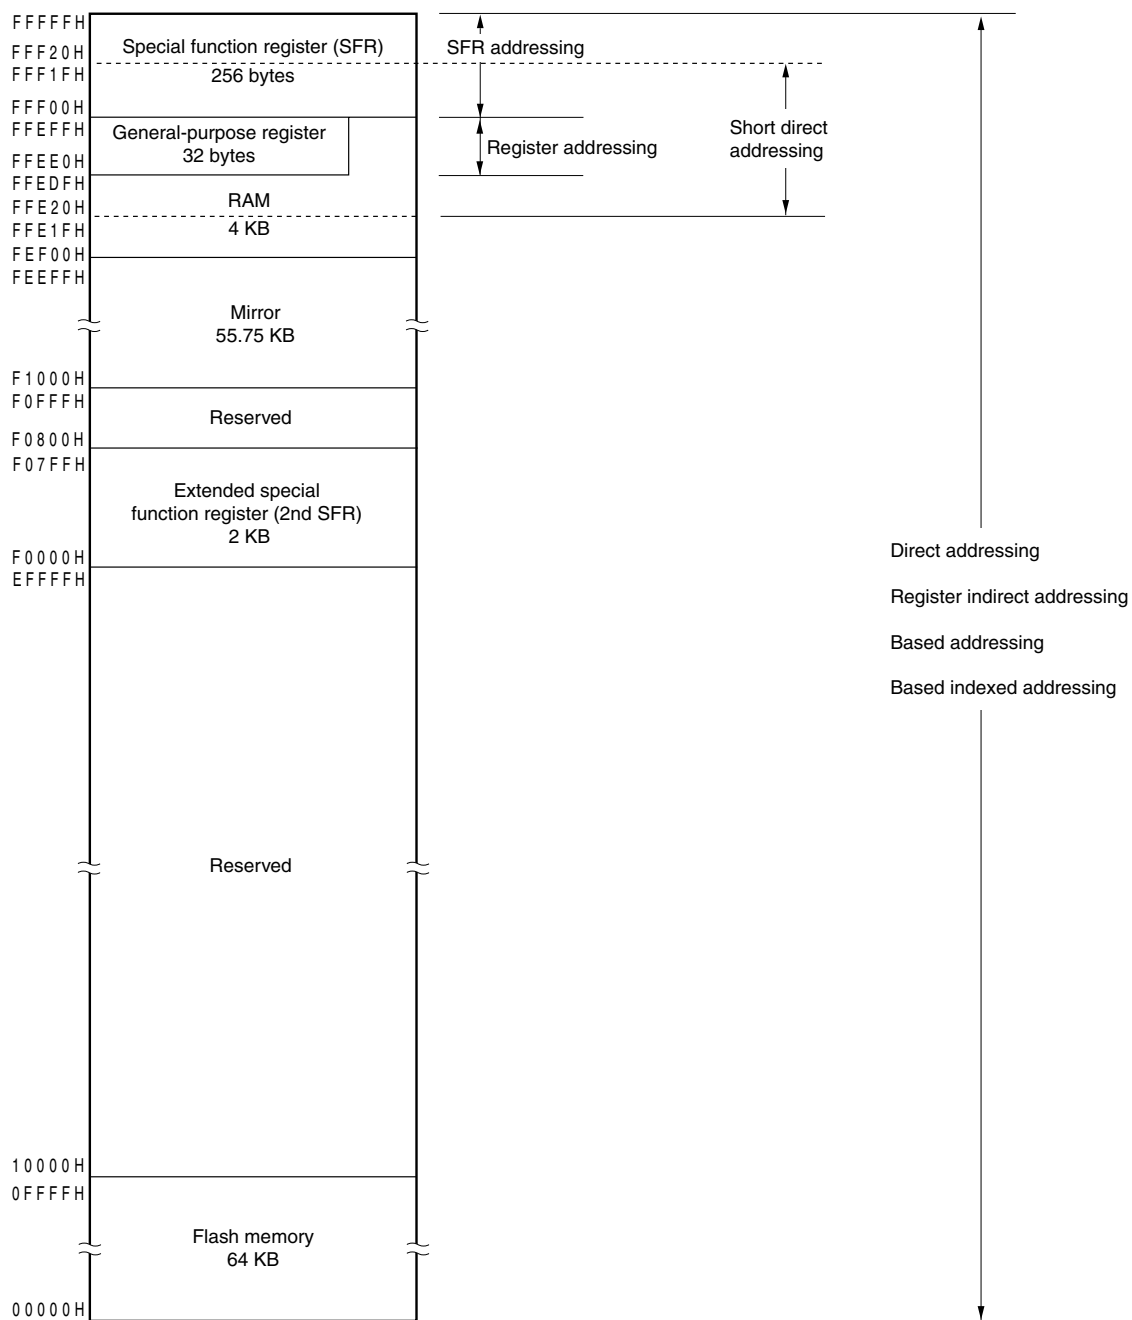 FFFFFH
Special function register (SFR)
SFR addressing
FFF20H
FFF1FH
256 bytes
FFF00H
FFEFFH
General-purpose register
32 bytes
Register addressing
Short direct
addressing
FFEE0H
FFEDFH
RAM
FFE20H
FFE1FH
4 KB
FEF00H
FEEFFH
Mirror
55.75 KB
F1000H
F0FFFH
Reserved
F0800H
F07FFH
Extended special
function register (2nd SFR)
2 KB
F0000H
EFFFFH
Direct addressing
Register indirect addressing
Based addressing
Based indexed addressing
Reserved
10000H
0FFFFH
Flash memory
64 KB
00000H